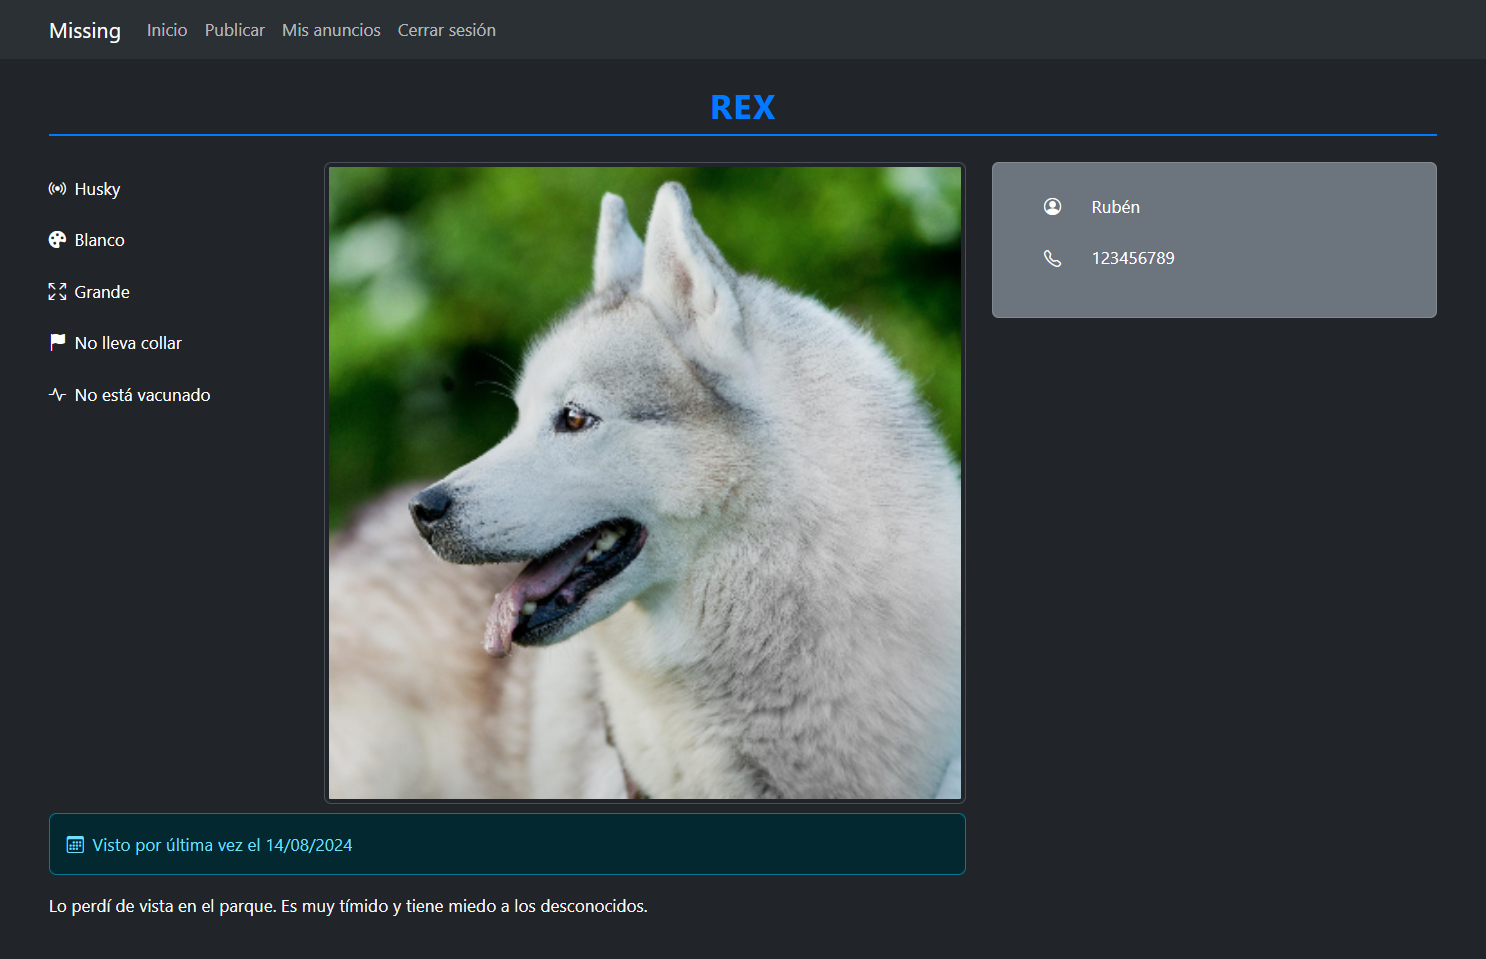 Missing Inicio Publicar Mis anuncios Cerrar sesión
REX
Husky
Blanco
Grande
No lleva collar
No está vacunado
Rubén
123456789
Visto por última vez el 14/08/2024
Lo perdí de vista en el parque. Es muy tímido y tiene miedo a los desconocidos.